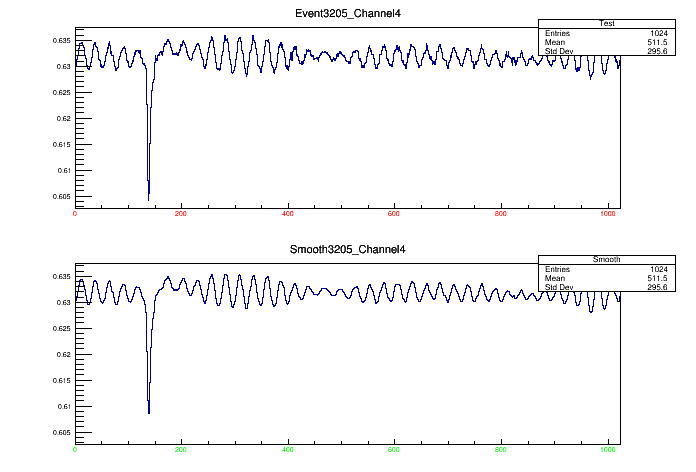 Event3205_Channel4
Test
Entries 1024
Mean 511.5
Std Dev 295.6
0.635
0.63
0.625
0.62
0.615
0.61
0.605
0 200 400 600 800 1000
Smooth3205_Channel4
Smooth
Entries 1024
Mean 511.5
Std Dev 295.6
0.635
0.63
0.625
0.62
0.615
0.61
0.605
0 200 400 600 800 1000